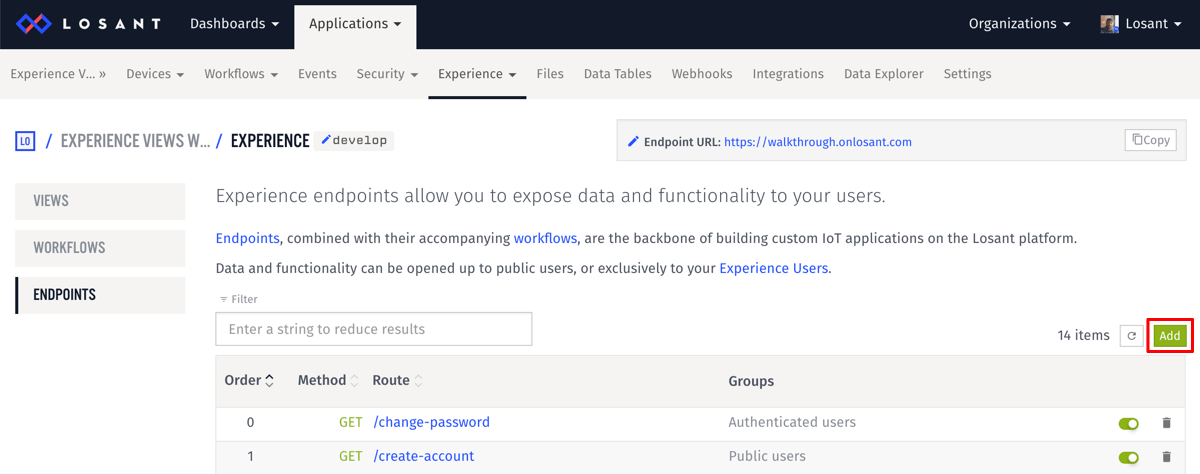 LOSANT Dashboards Applications Organizations Losant
Experience V... » Devices Workflows Events Security Experience Files Data Tables Webhooks Integrations Data Explorer Settings
LO / EXPERIENCE VIEWS W... / EXPERIENCE develop Endpoint URL: https://walkthrough.onlosant.com Copy
VIEWS
WORKFLOWS
ENDPOINTS
Experience endpoints allow you to expose data and functionality to your users.
Endpoints, combined with their accompanying workflows, are the backbone of building custom IoT applications on the Losant platform.
Data and functionality can be opened up to public users, or exclusively to your Experience Users.
Filter
Enter a string to reduce results
14 items Add
Order Method Route Groups
0 GET /change-password Authenticated users
1 GET /create-account Public users